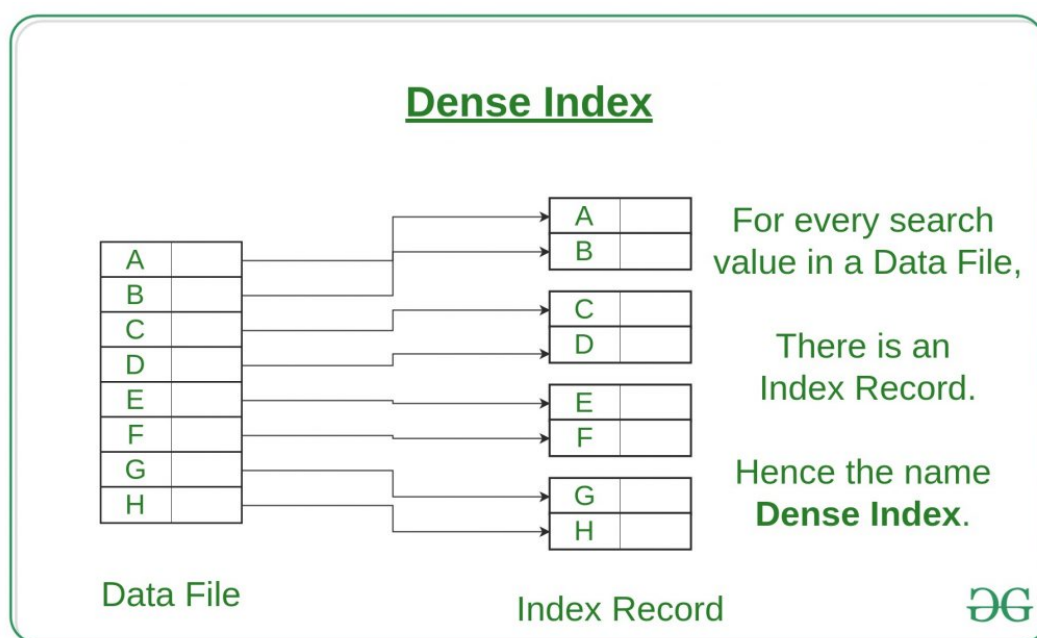 Dense Index
A
B
C
D
E
F
G
H
Data File
A
B
C
D
E
F
G
H
Index Record
For every search
value in a Data File,
There is an
Index Record.
Hence the name
Dense Index.